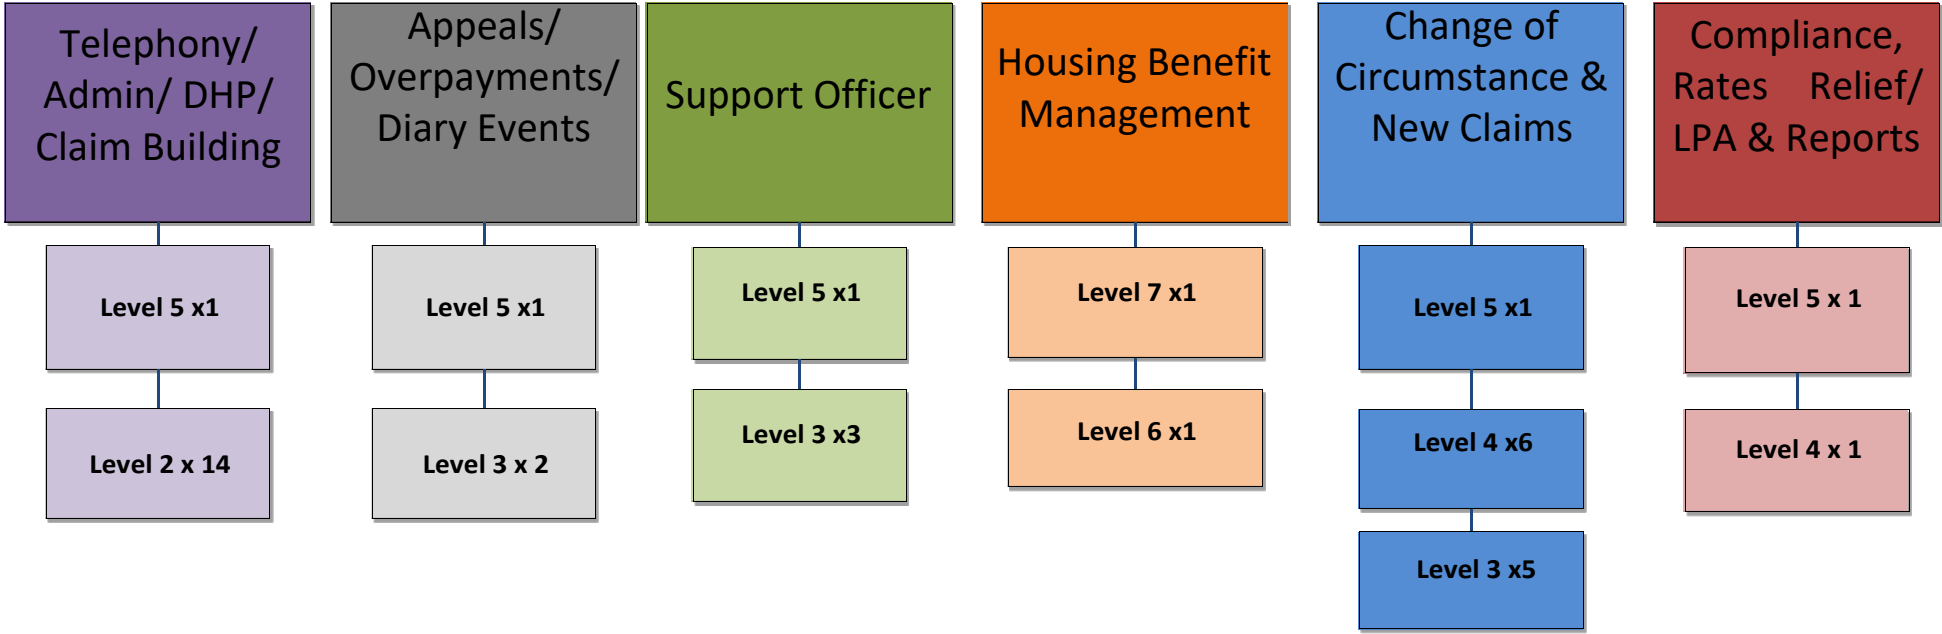 Telephony/
Admin/ DHP/
Claim Building
Level 5 x1
Level 2 x 14
Appeals/
Overpayments/
Diary Events
Level 5 x1
Level 3 x 2
Support Officer
Level 5 x1
Level 3 x3
Housing Benefit
Management
Level 7 x1
Level 6 x1
Change of
Circumstance &
New Claims
Level 5 x1
Level 4 x6
Level 3 x5
Compliance,
Rates Relief/
LPA & Reports
Level 5 x 1
Level 4 x 1